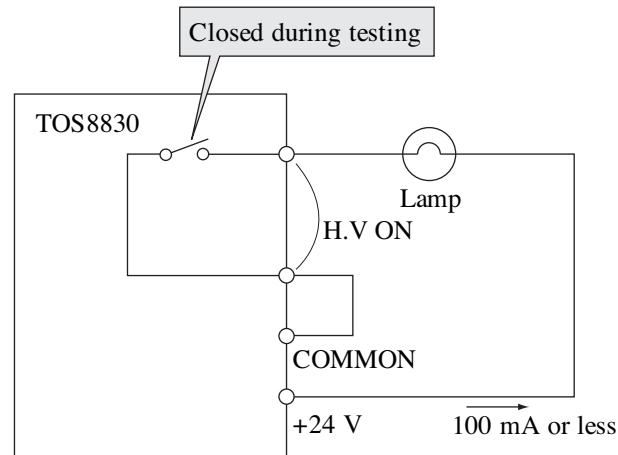 Closed during testing
TOS8830
Lamp
H.V ON
COMMON
+24 V
100 mA or less